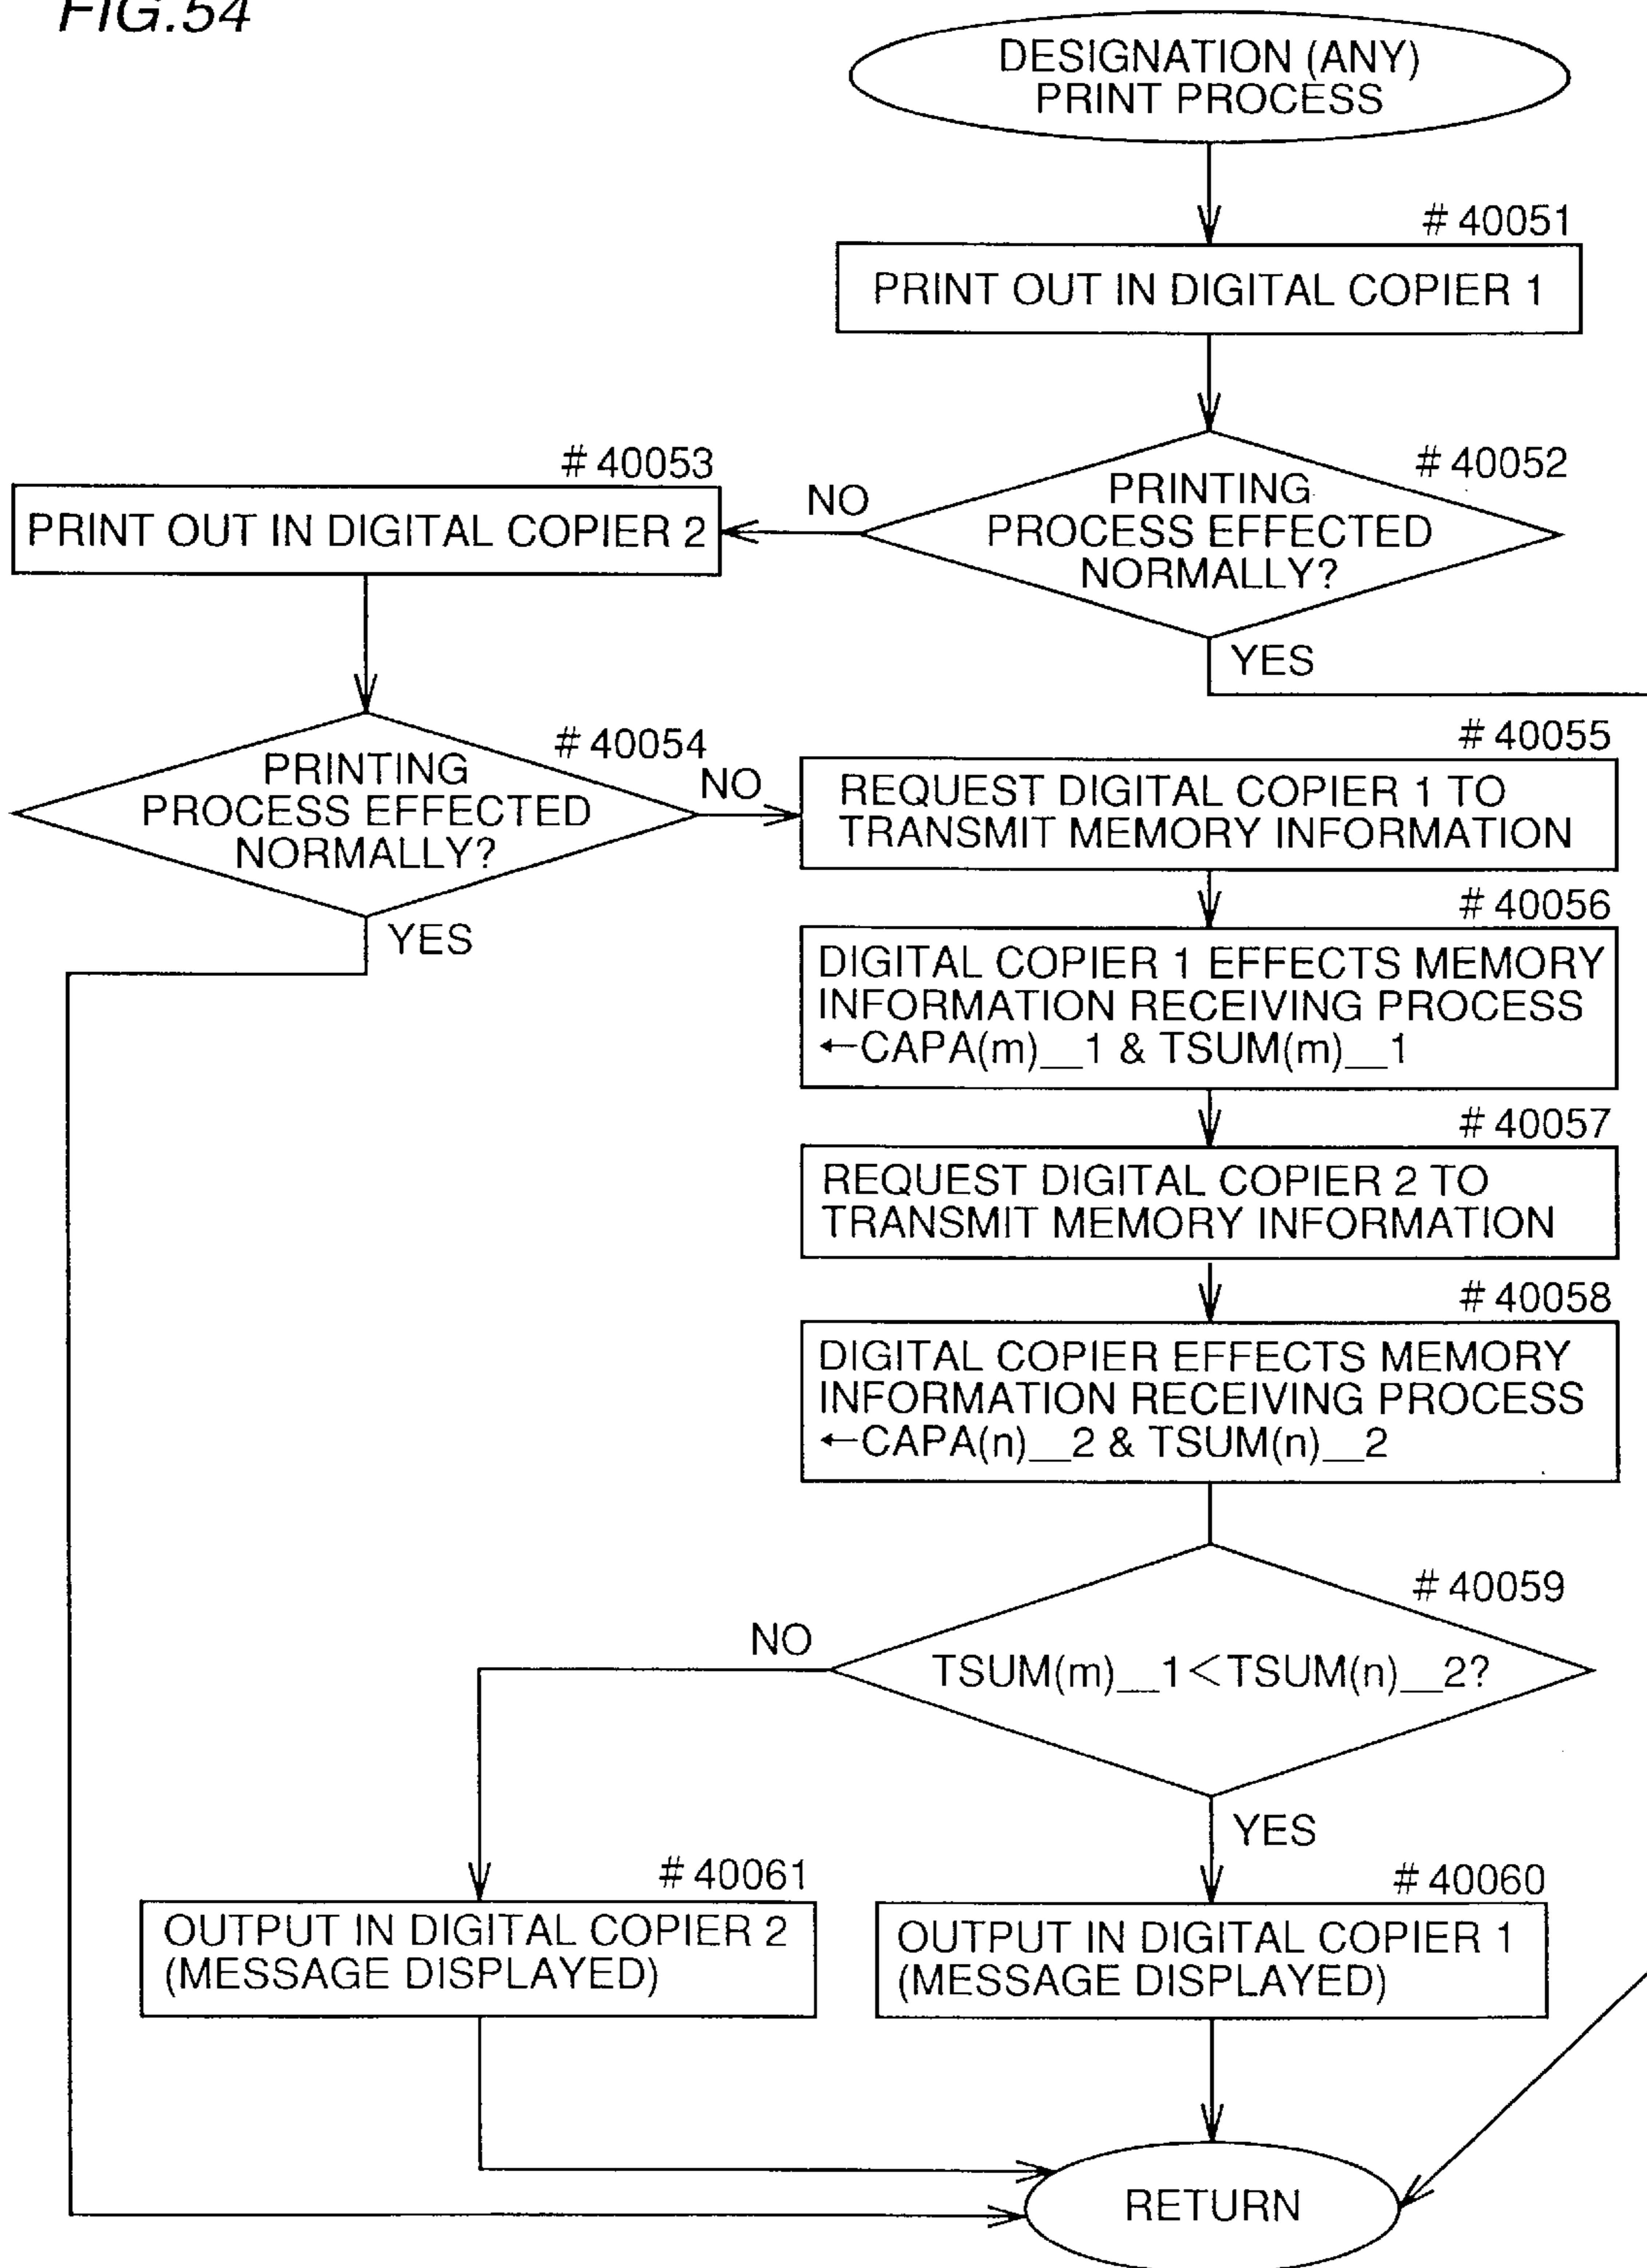 FIG.54
DESIGNATION (ANY)
PRINT PROCESS
# 40051
PRINT OUT IN DIGITAL COPIER 1
# 40052
PRINTING
PROCESS EFFECTED
NORMALLY?
NO
YES
# 40053
PRINT OUT IN DIGITAL COPIER 2
# 40054
PRINTING
PROCESS EFFECTED
NORMALLY?
NO
YES
# 40055
REQUEST DIGITAL COPIER 1 TO
TRANSMIT MEMORY INFORMATION
# 40056
DIGITAL COPIER 1 EFFECTS MEMORY
INFORMATION RECEIVING PROCESS
←CAPA(m)__1 & TSUM(m)__1
# 40057
REQUEST DIGITAL COPIER 2 TO
TRANSMIT MEMORY INFORMATION
# 40058
DIGITAL COPIER EFFECTS MEMORY
INFORMATION RECEIVING PROCESS
←CAPA(n)__2 & TSUM(n)__2
# 40059
TSUM(m)__1<TSUM(n)__2?
NO
YES
# 40061
OUTPUT IN DIGITAL COPIER 2
(MESSAGE DISPLAYED)
# 40060
OUTPUT IN DIGITAL COPIER 1
(MESSAGE DISPLAYED)
RETURN